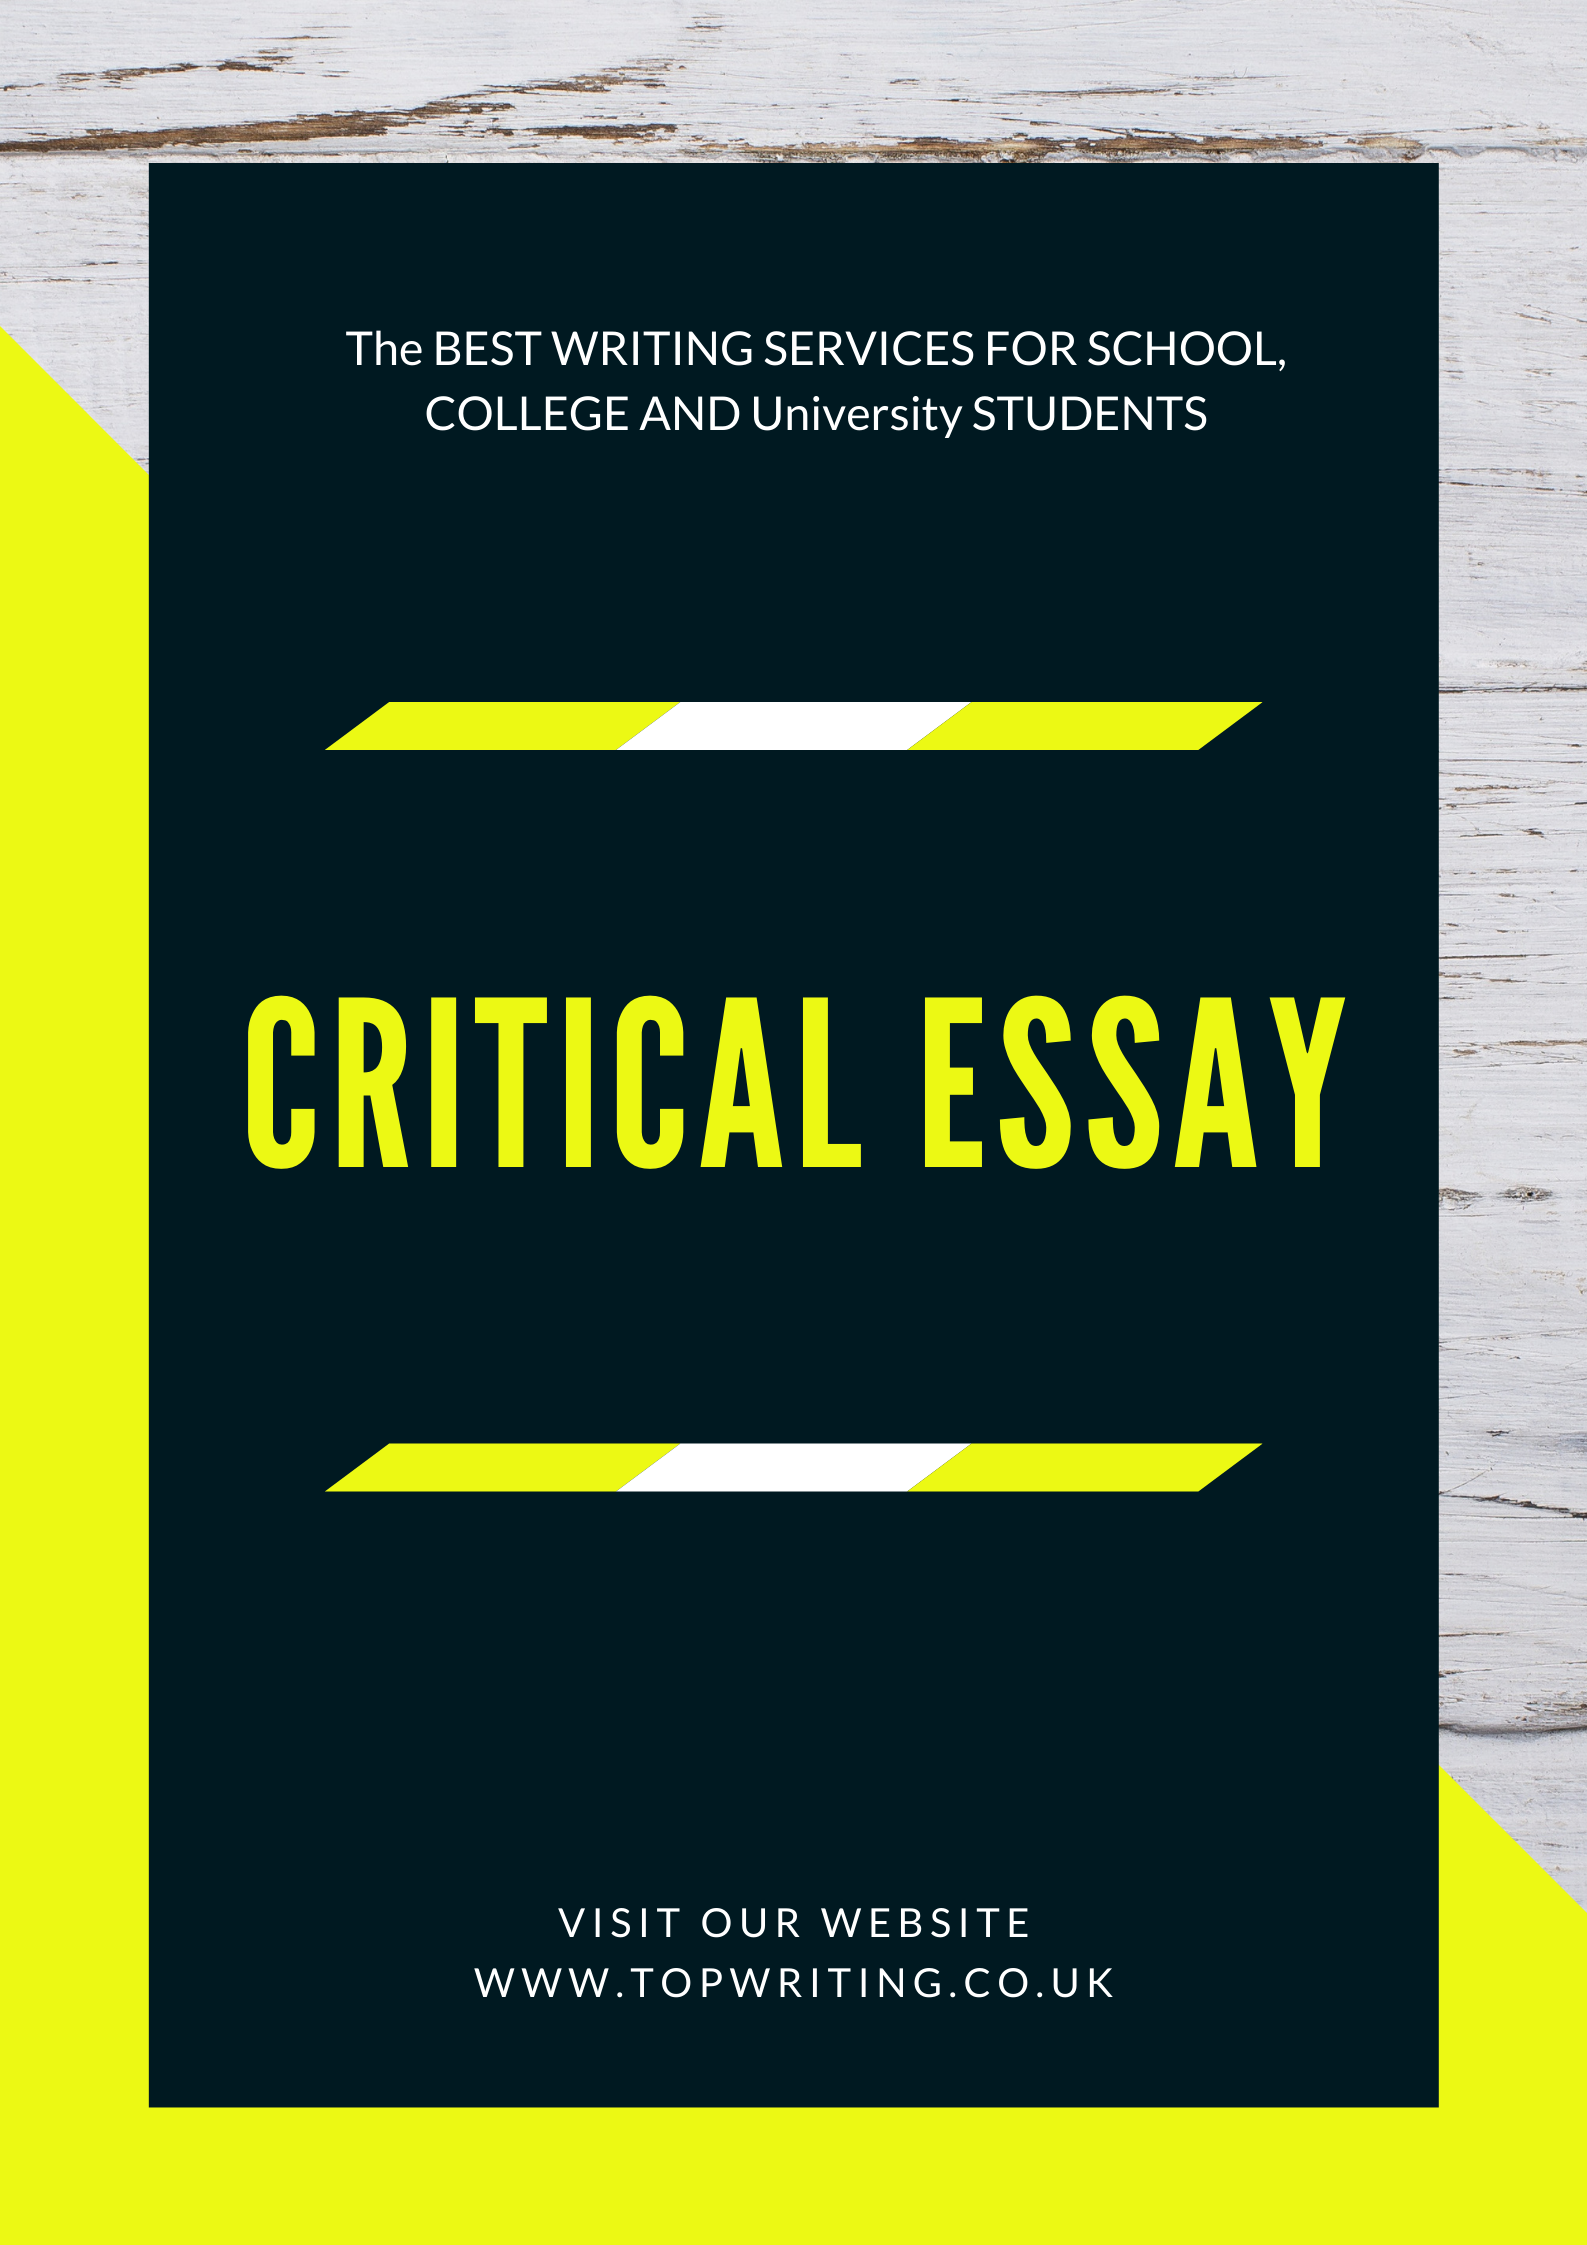 The BEST WRITING SERVICES FOR SCHOOL,
COLLEGE AND University STUDENTS
CRITICAL ESSAY
VISIT OUR WEBSITE
WWW.TOPWRITING.CO.UK